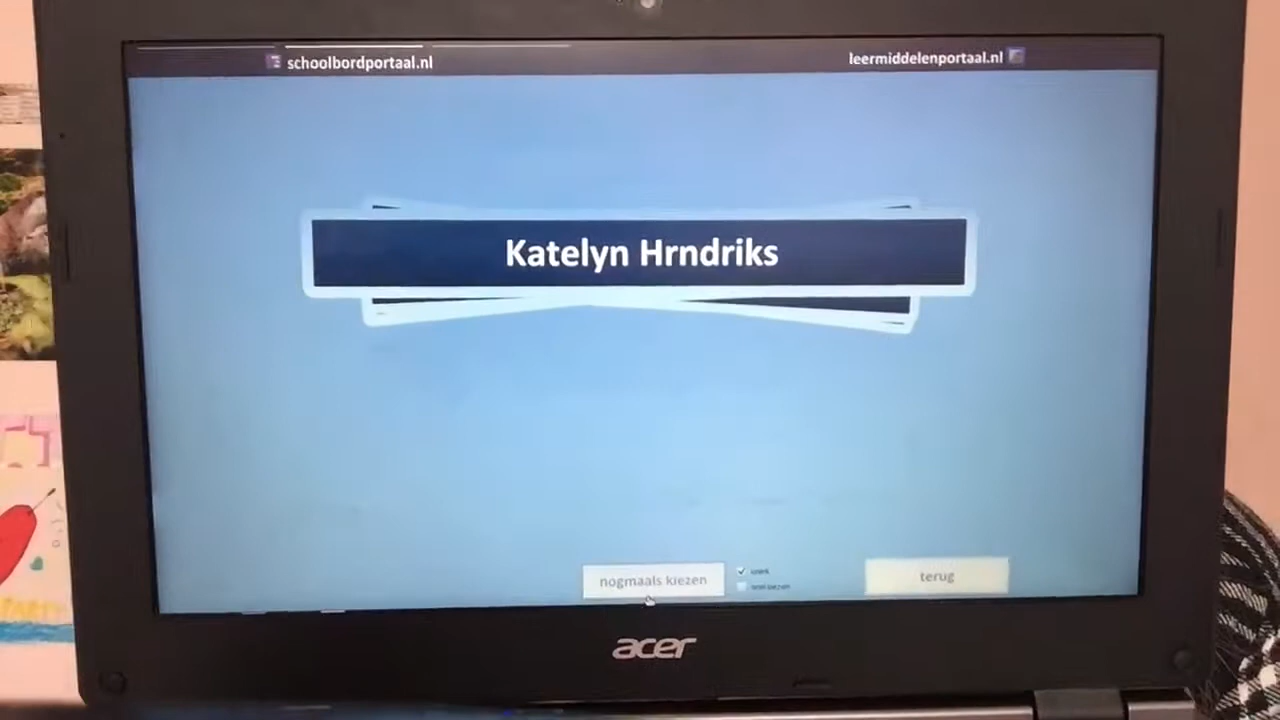 schoolbordportaal.nl
leermiddelenportaal.nl
Katelyn Hrndriks
nogmaals kiezen
terug
acer